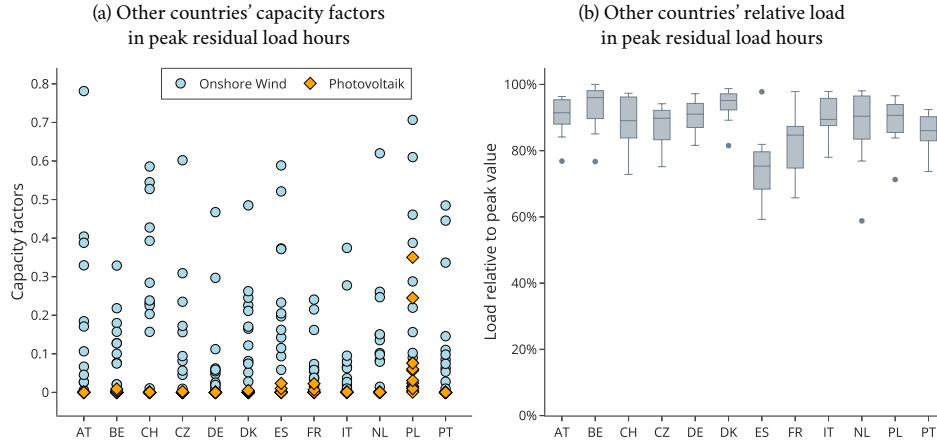 (a) Other countries’ capacity factors
in peak residual load hours
Onshore Wind
Photovoltaik
Capacity factors
0.8
0.7
0.6
0.5
0.4
0.3
0.2
0.1
0
AT BE CH CZ DE DK ES FR IT NL PL PT
(b) Other countries’ relative load
in peak residual load hours
Load relative to peak value
100%
80%
60%
40%
20%
0%
AT BE CH CZ DE DK ES FR IT NL PL PT